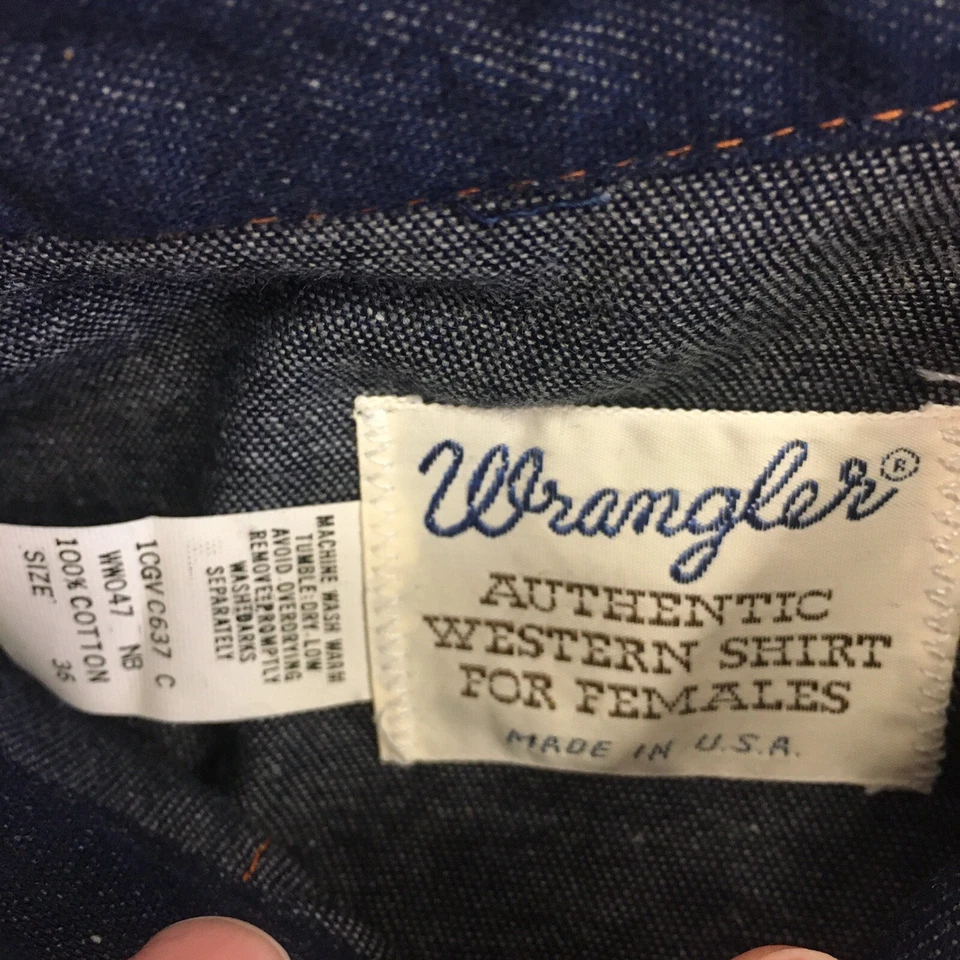 Wrangler®
AUTHENTIC
WESTERN SHIRT
FOR FEMALES
MADE IN U.S.A.
MACHINE WASH WARM
TUMBLE-DRY-LOW
AVOID OVERDRYING
REMOVE PROMPTLY
WASH DARKS
SEPARATELY
1CGVC637 C
WW047 NB
100% COTTON
SIZE 36